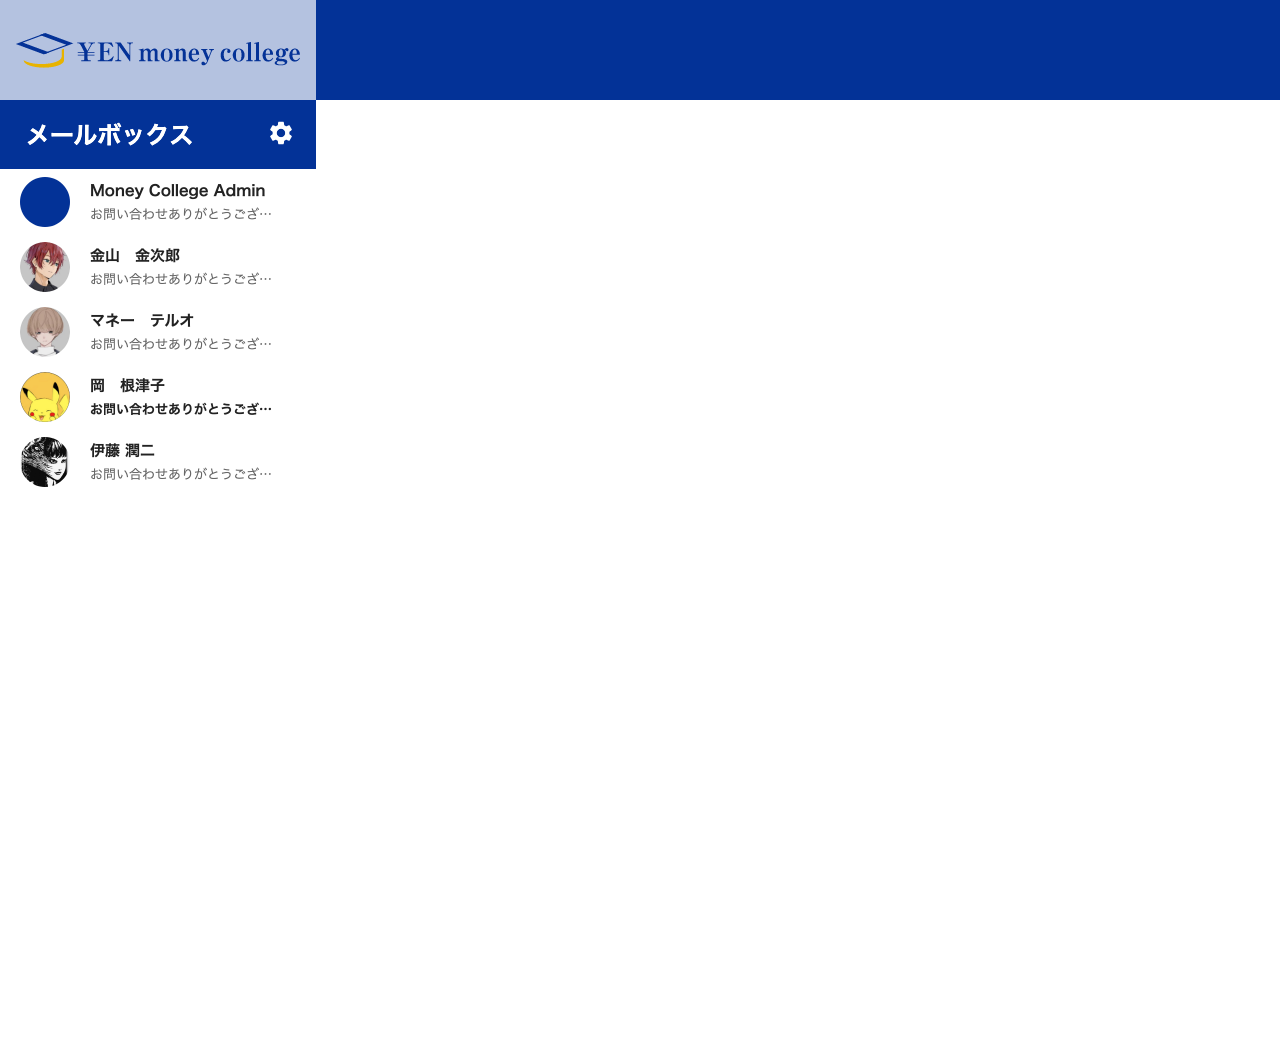 ¥EN money college
メールボックス
Money College Admin
お問い合わせありがとうござ…
金山　金次郎
お問い合わせありがとうござ…
マネー　テルオ
お問い合わせありがとうござ…
岡　根津子
お問い合わせありがとうござ…
伊藤 潤二
お問い合わせありがとうござ…